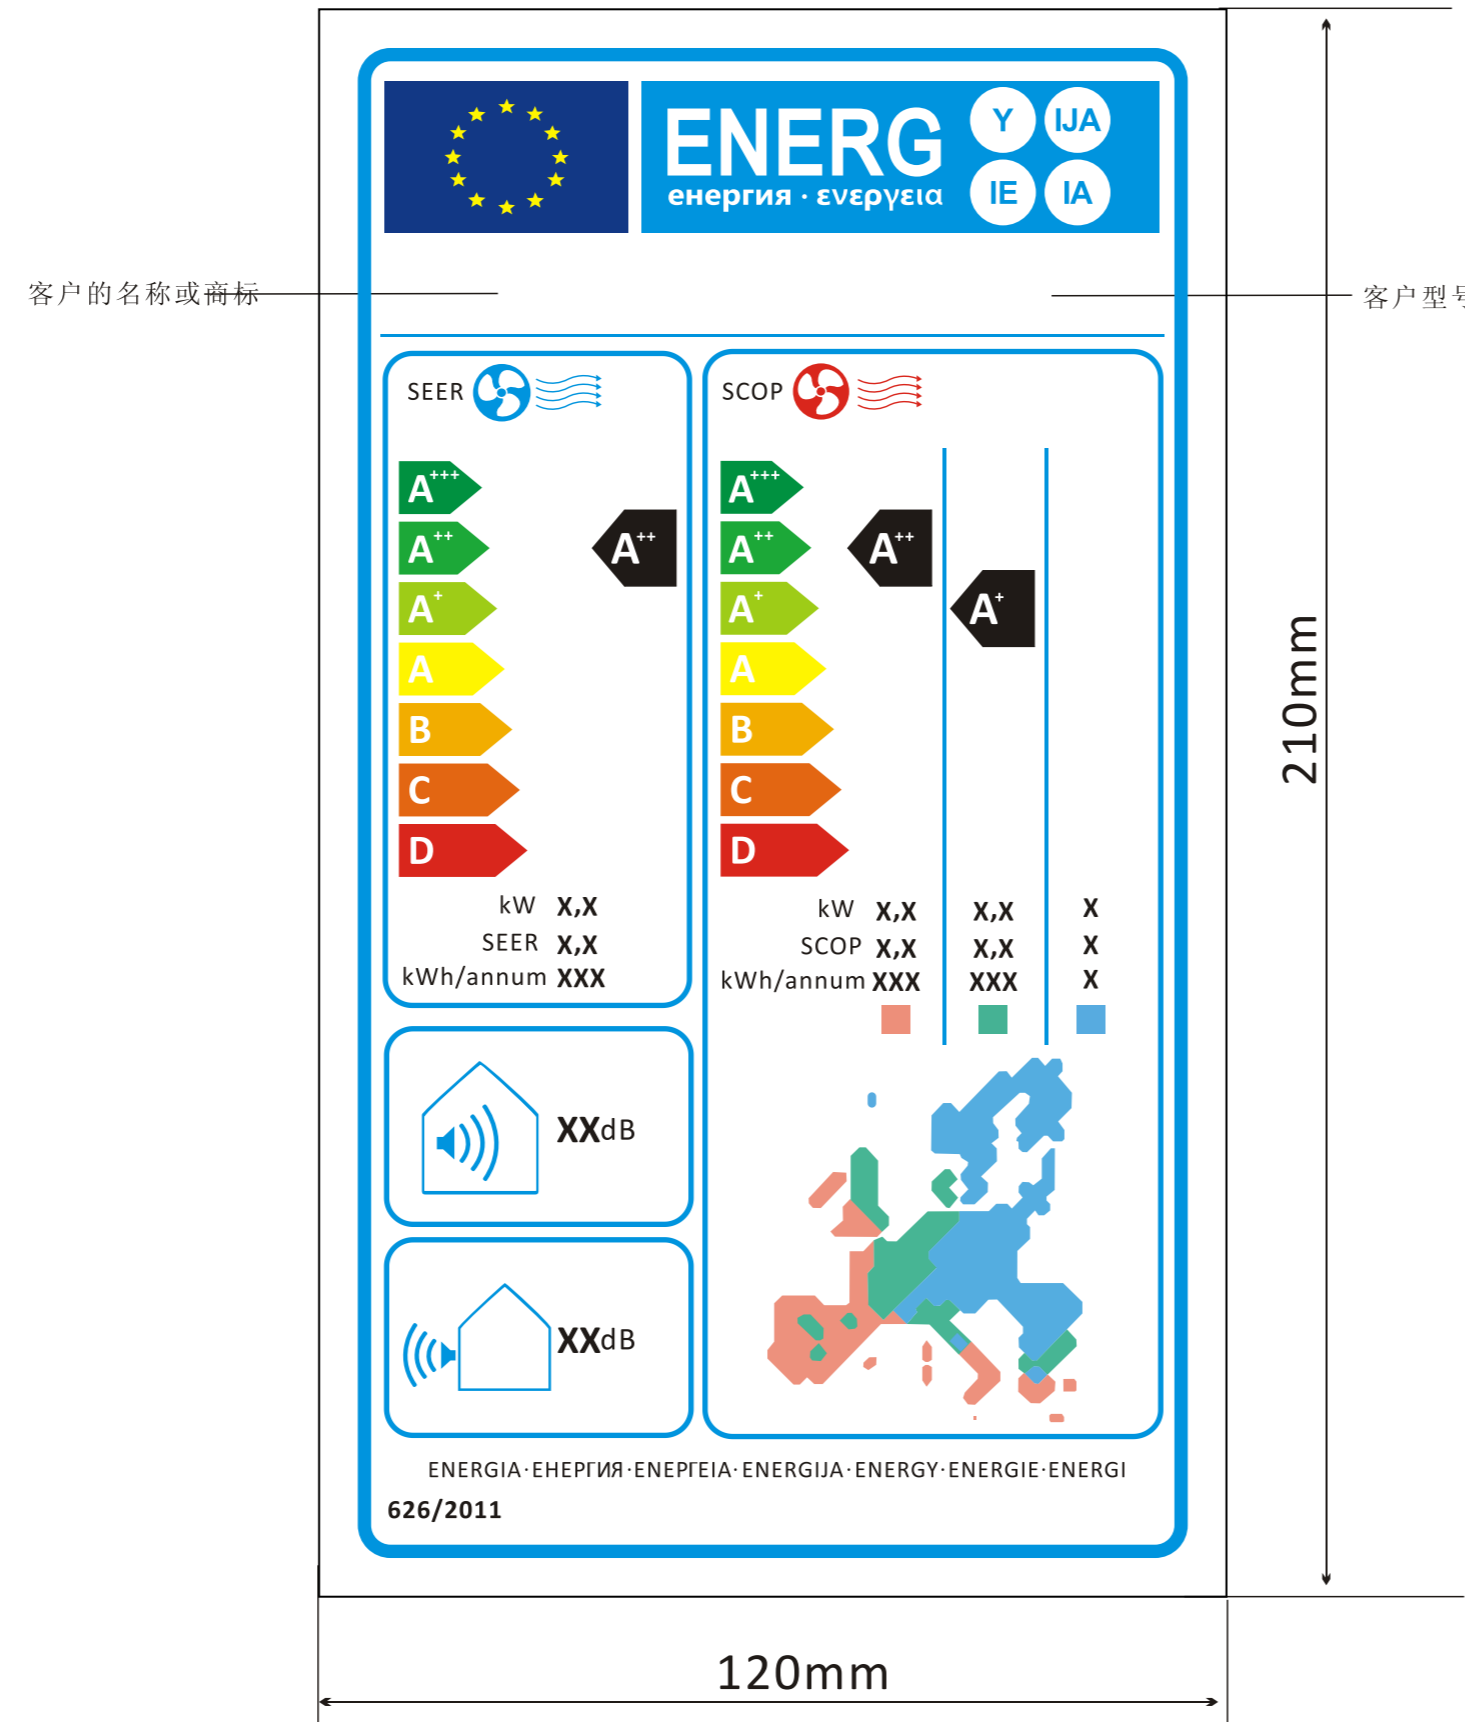 ENERG
енергия · ενεργεια
Y IJA
IE IA
客户的名称或商标
客户型号
SEER
A+++
A++
A+
A
B
C
D
A++
kW X,X
SEER X,X
kWh/annum XXX
SCOP
A+++
A++
A+
A
B
C
D
A++
A+
kW X,X X,X X
SCOP X,X X,X X
kWh/annum XXX XXX X
XXdB
XXdB
ENERGIA·ЕНЕРГИЯ·ΕΝΕΡΓΕΙΑ·ENERGIJA·ENERGY·ENERGIE·ENERGI
626/2011
210mm
120mm